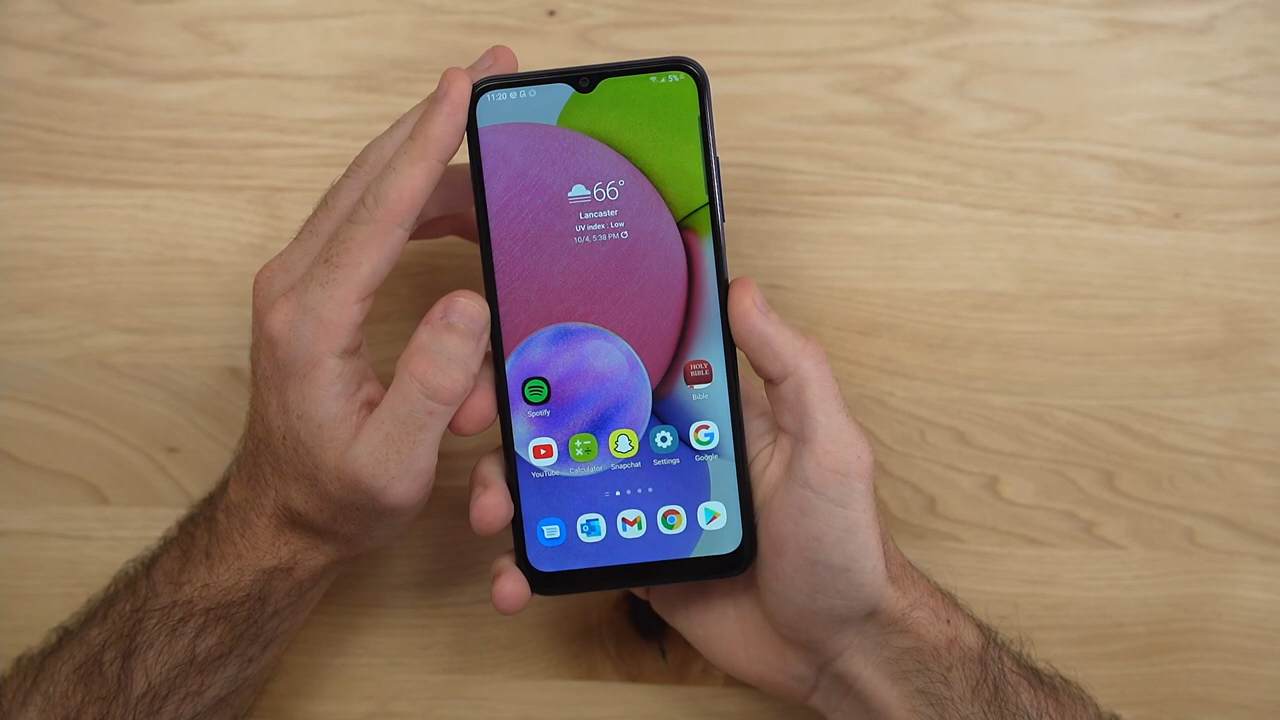 11:20
5%
66°
Lancaster
UV index : Low
10/4, 5:38 PM
HOLY
BIBLE
Spotify
Bible
YouTube
Calculator
Snapchat
Settings
Google